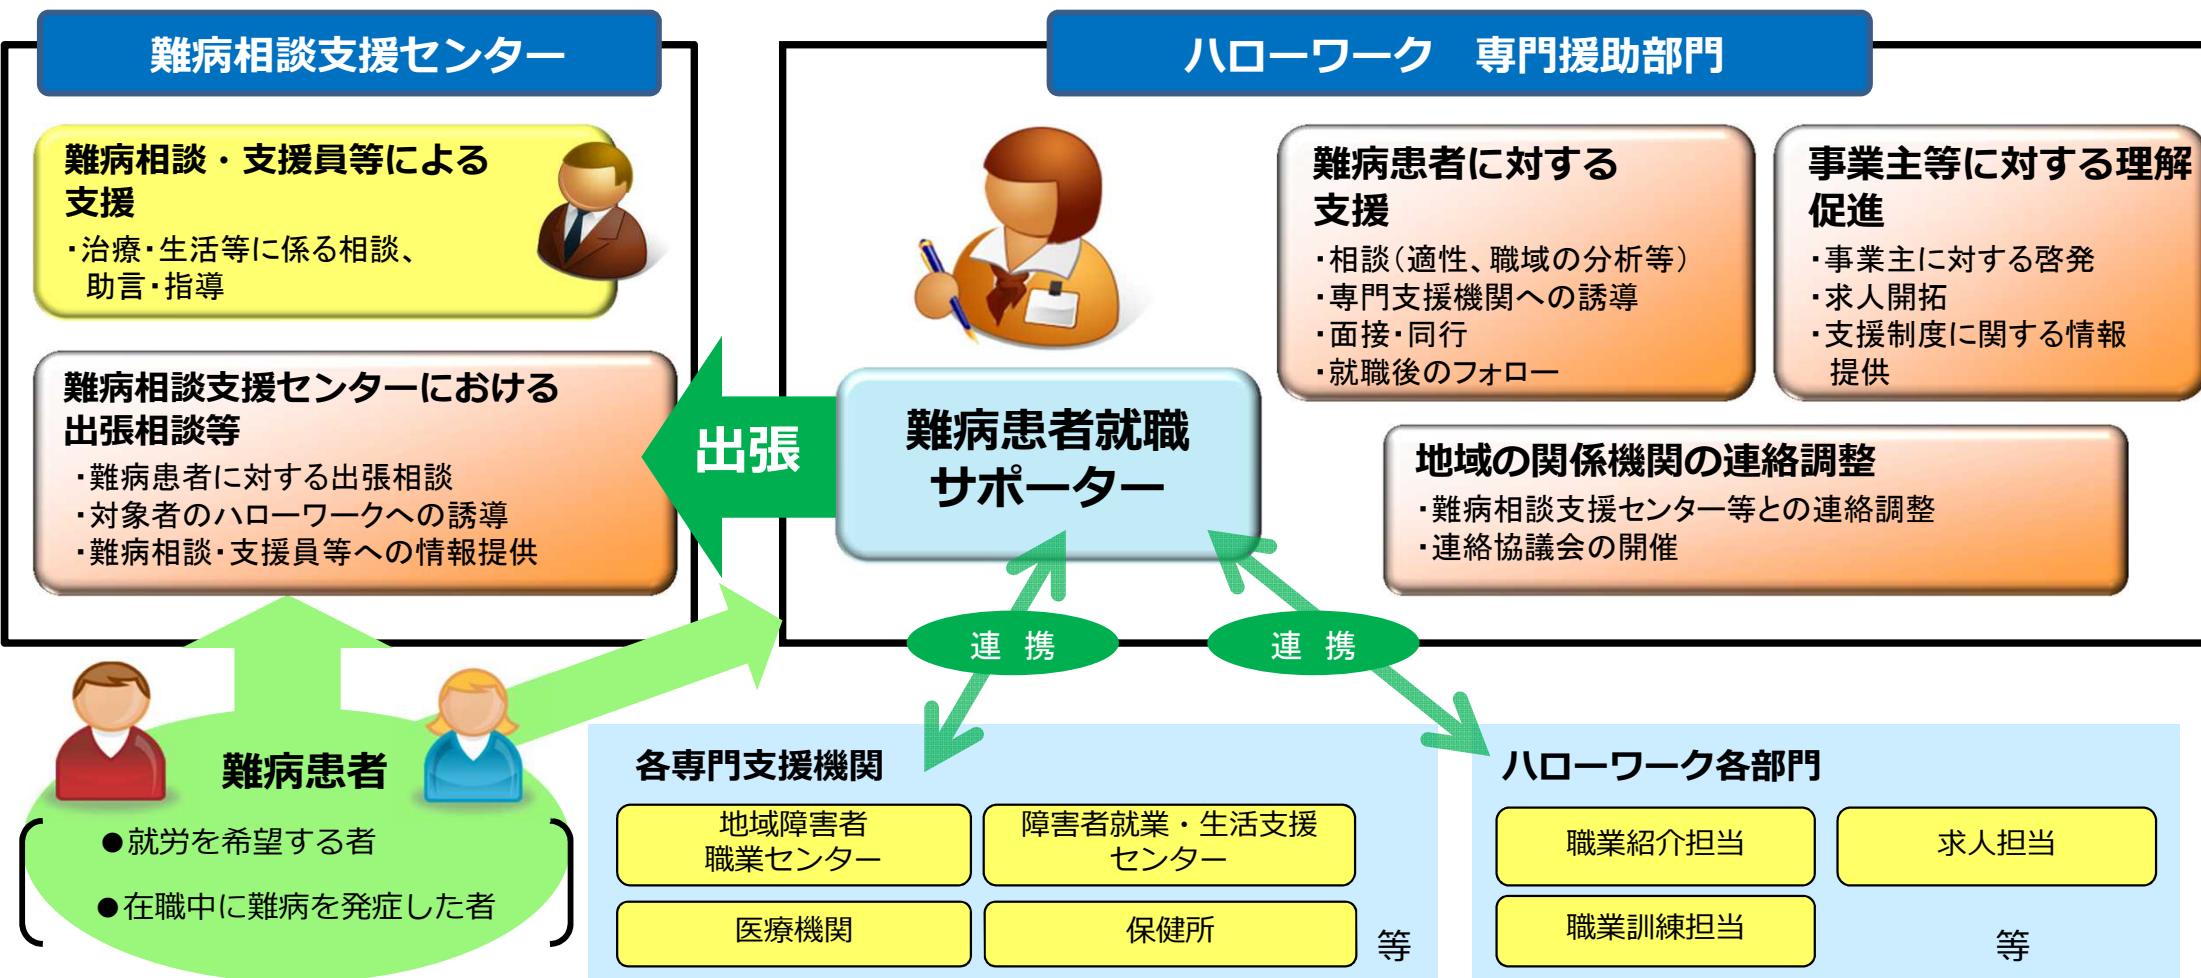 難病相談支援センター
難病相談・支援員等による
支援
・治療・生活等に係る相談、
助言・指導
難病相談支援センターにおける
出張相談等
・難病患者に対する出張相談
・対象者のハローワークへの誘導
・難病相談・支援員等への情報提供
出張
ハローワーク 専門援助部門
難病患者就職
サポーター
難病患者に対する
支援
・相談（適性、職域の分析等）
・専門支援機関への誘導
・面接・同行
・就職後のフォロー
事業主等に対する理解
促進
・事業主に対する啓発
・求人開拓
・支援制度に関する情報
提供
地域の関係機関の連絡調整
・難病相談支援センター等との連絡調整
・連絡協議会の開催
連 携
連 携
難病患者
●就労を希望する者
●在職中に難病を発症した者
各専門支援機関
地域障害者
職業センター
障害者就業・生活支援
センター
医療機関
保健所
等
ハローワーク各部門
職業紹介担当
求人担当
職業訓練担当
等